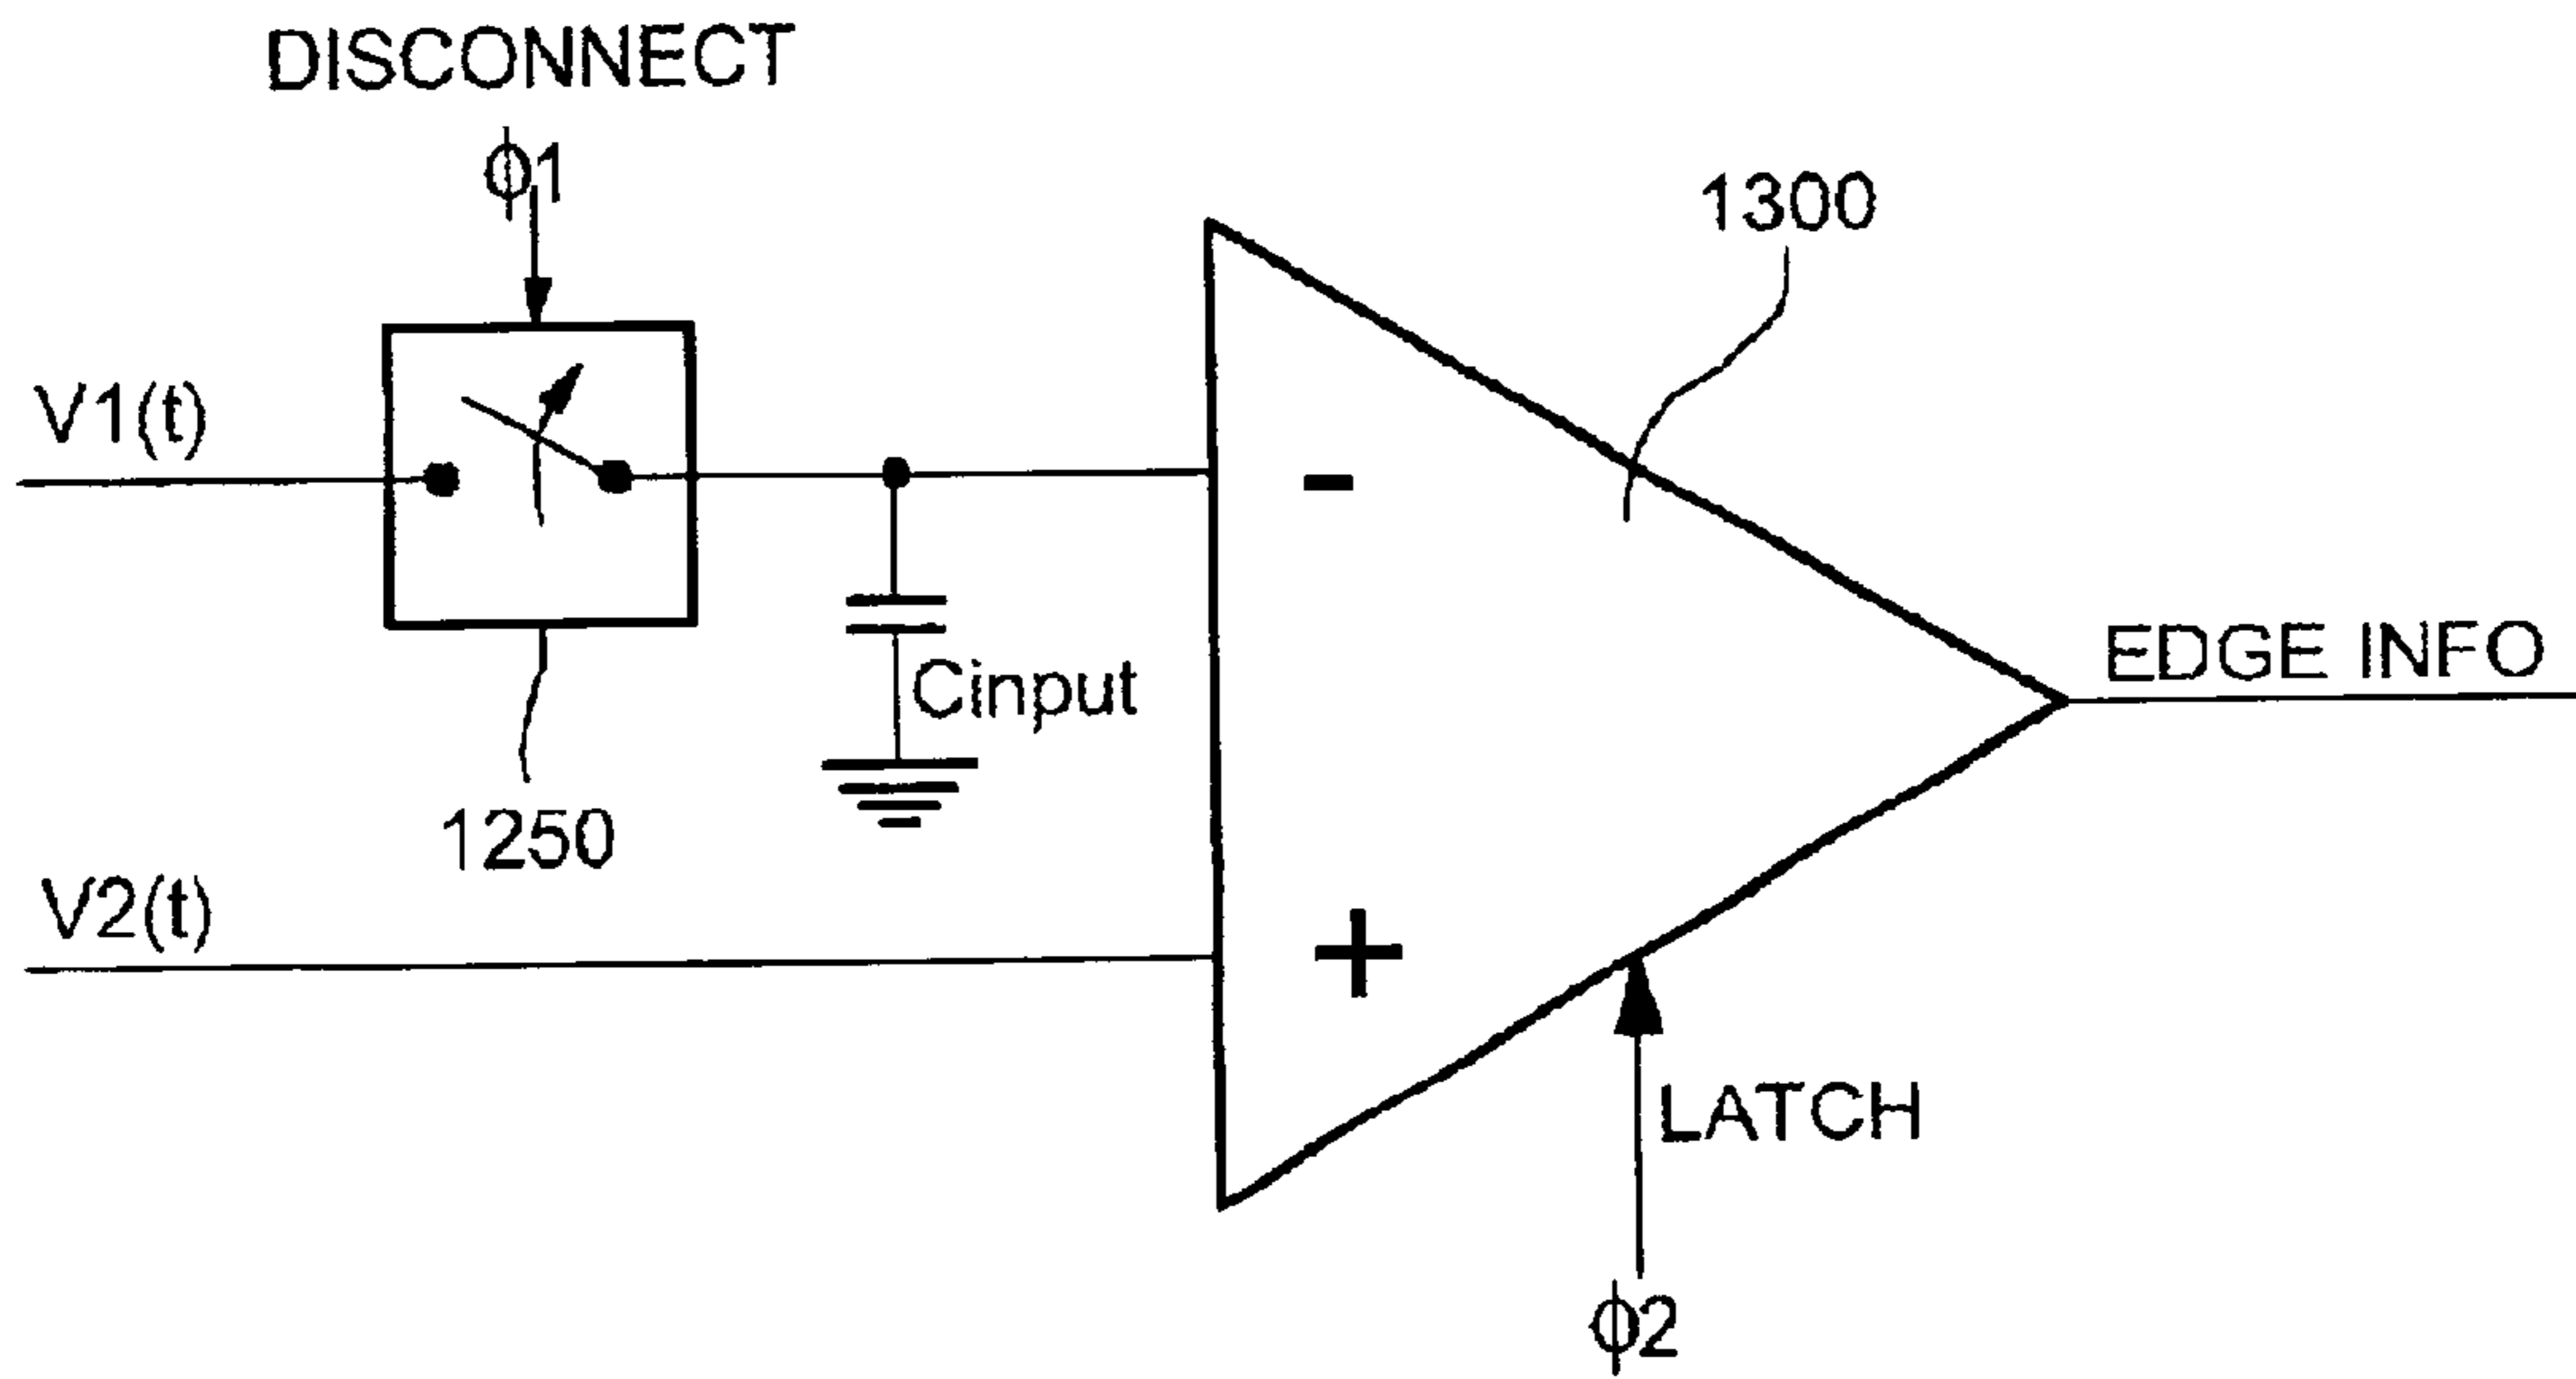 DISCONNECT
ϕ1
1300
V1(t)
-
EDGE INFO
Cinput
1250
V2(t)
+
LATCH
ϕ2